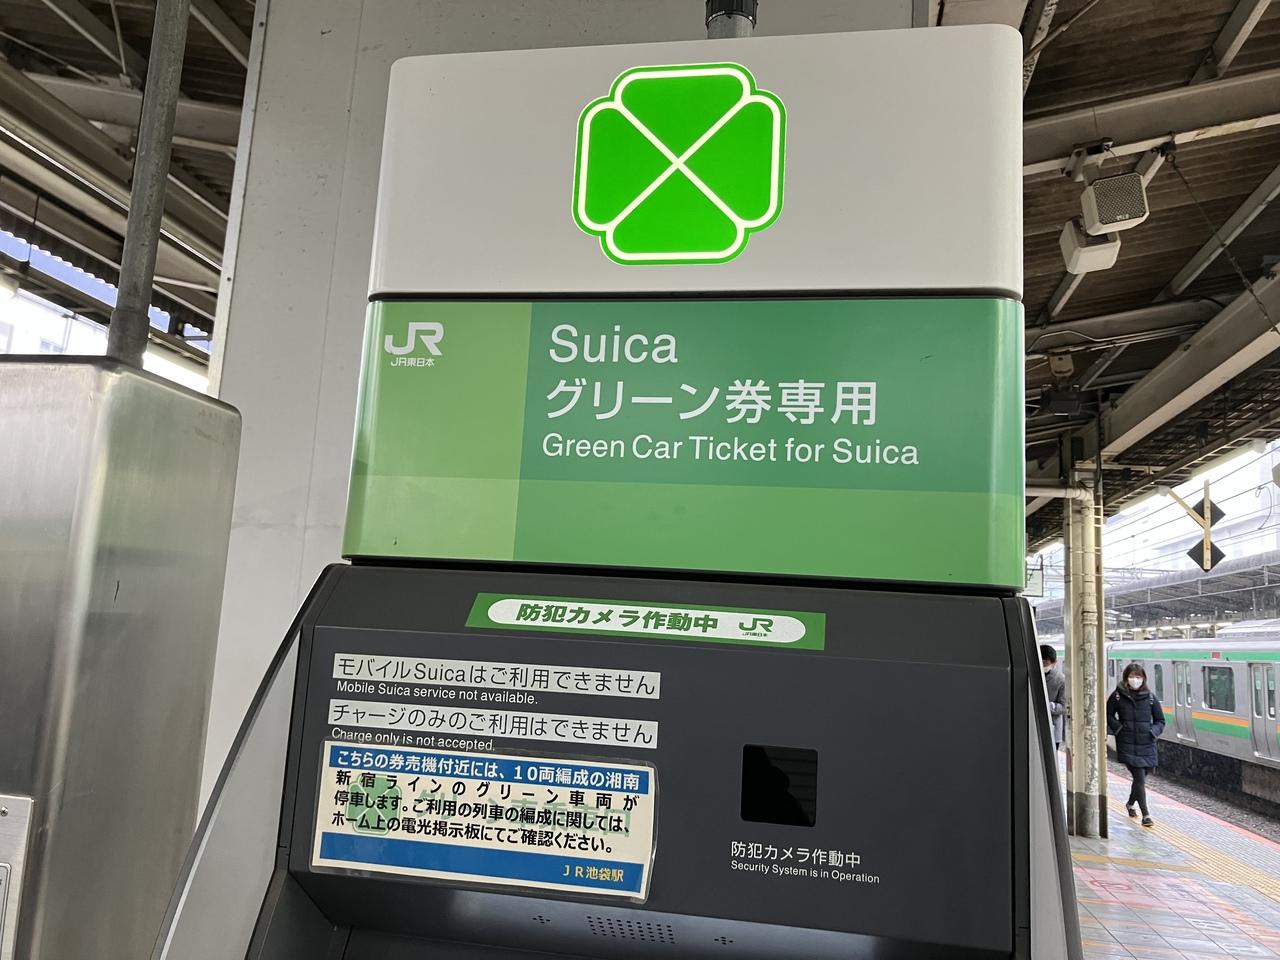 JR
JR東日本
Suica
グリーン券専用
Green Car Ticket for Suica
防犯カメラ作動中
JR
JR東日本
モバイルSuicaはご利用できません
Mobile Suica service not available.
チャージのみのご利用はできません
Charge only is not accepted.
こちらの券売機付近には、10両編成の湘南
新宿ラインのグリーン車両が
停車します。ご利用の列車の編成に関しては、
ホーム上の電光掲示板にてご確認ください。
JR池袋駅
防犯カメラ作動中
Security System is in Operation